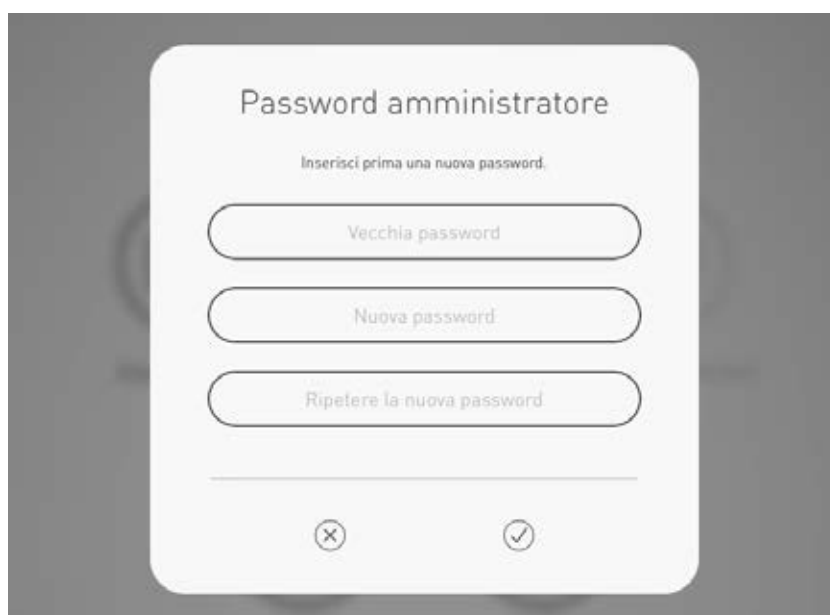 Password amministratore
Inserisci prima una nuova password.
Vecchia password
Nuova password
Ripetere la nuova password